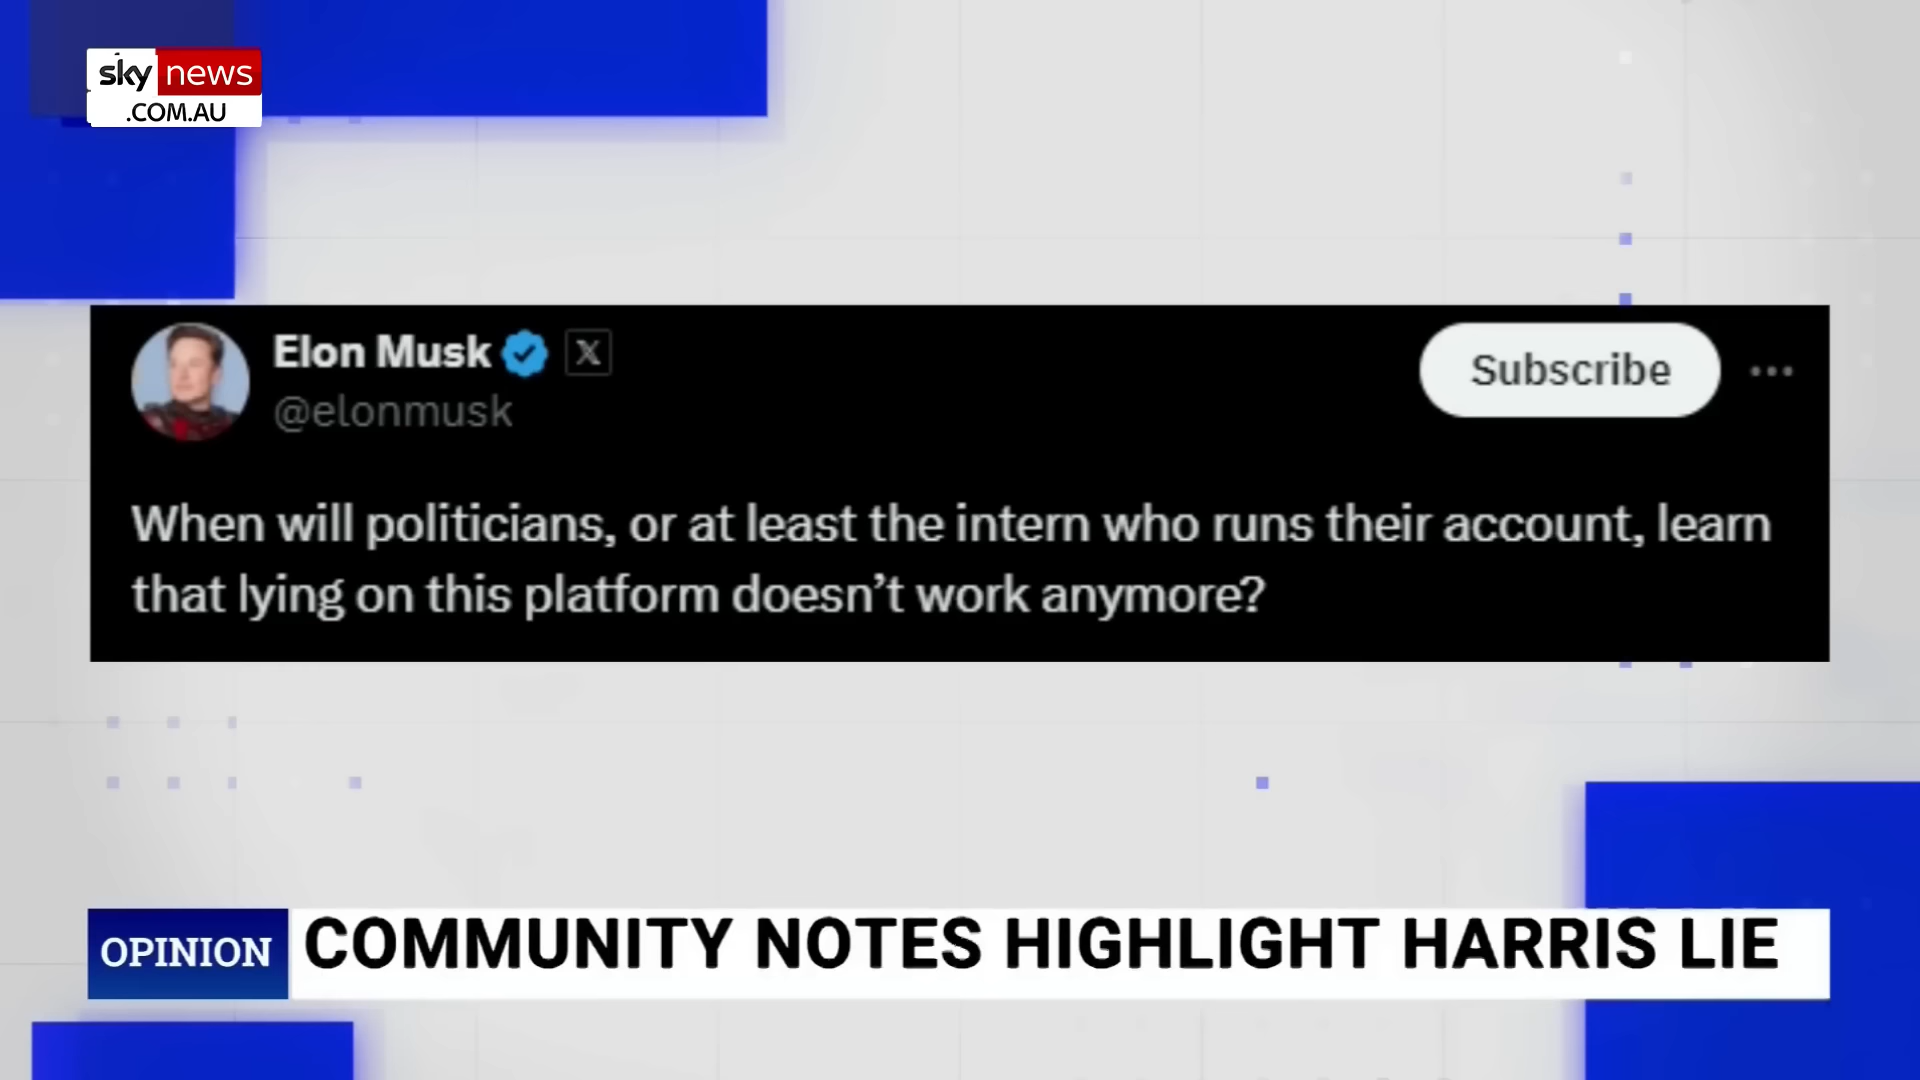 sky news
.COM.AU
Elon Musk
@elonmusk
Subscribe
When will politicians, or at least the intern who runs their account, learn
that lying on this platform doesn’t work anymore?
OPINION
COMMUNITY NOTES HIGHLIGHT HARRIS LIE